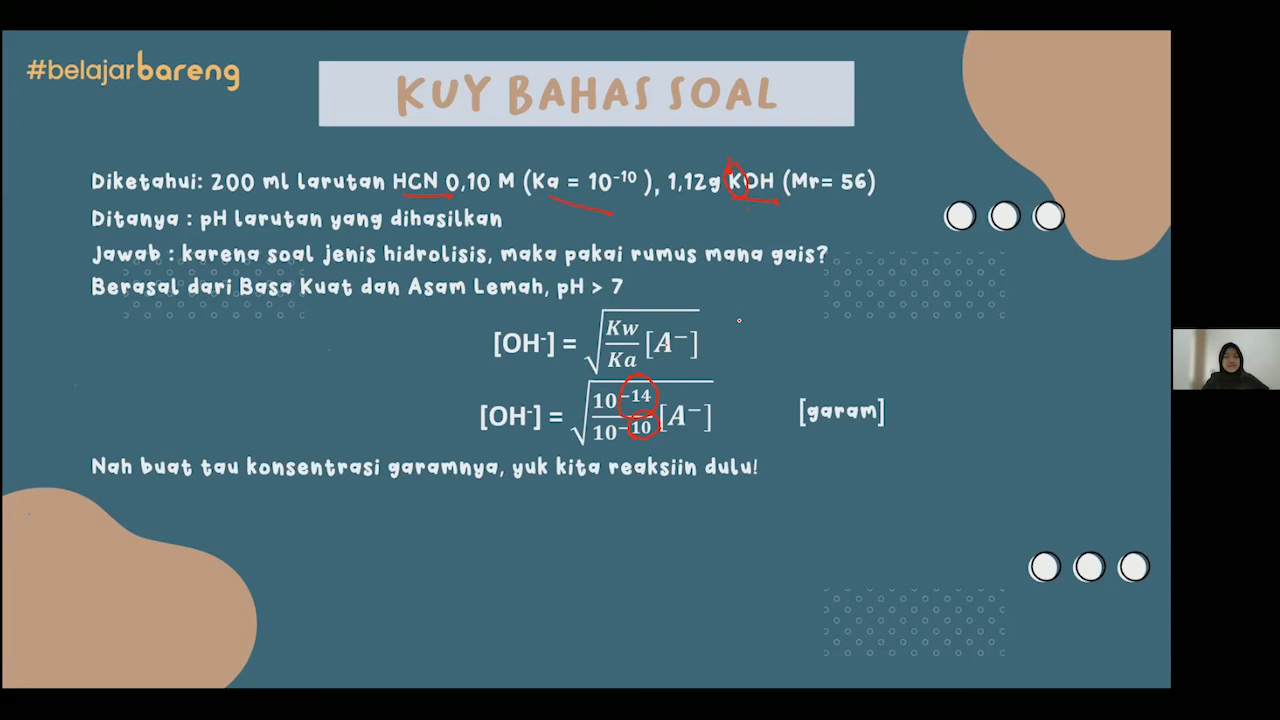 #belajarbareng
KUY BAHAS SOAL
Diketahui: 200 ml larutan HCN 0,10 M (Ka = 10⁻¹⁰ ), 1,12g KOH (Mr= 56)
Ditanya : pH larutan yang dihasilkan
Jawab : karena soal jenis hidrolisis, maka pakai rumus mana gais?
Berasal dari Basa Kuat dan Asam Lemah, pH > 7
[OH⁻] = √(Kw/Ka [A⁻])
[OH⁻] = √(10⁻¹⁴/10⁻¹⁰ [A⁻]) [garam]
Nah buat tau konsentrasi garamnya, yuk kita reaksiin dulu!